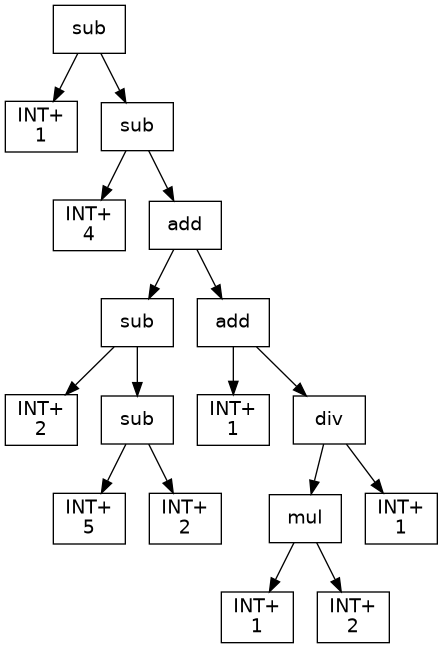 sub
INT+
1
sub
INT+
4
add
sub
add
INT+
2
sub
INT+
1
div
INT+
5
INT+
2
mul
INT+
1
INT+
1
INT+
2